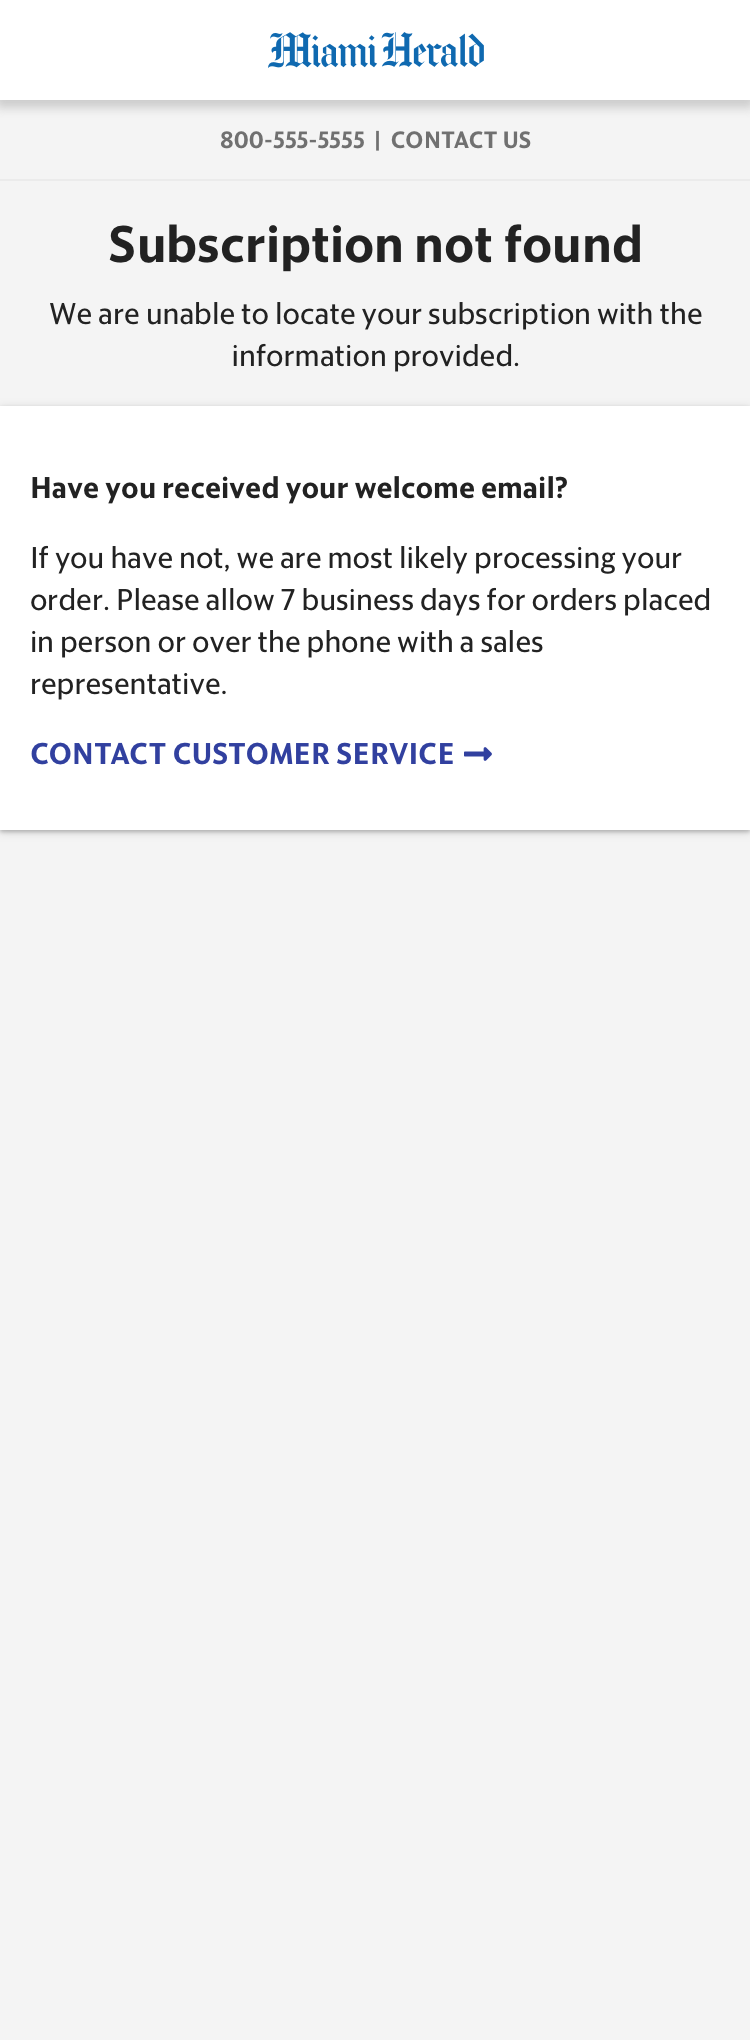 Miami Herald
800-555-5555 | CONTACT US
Subscription not found
We are unable to locate your subscription with the
information provided.
Have you received your welcome email?
If you have not, we are most likely processing your
order. Please allow 7 business days for orders placed
in person or over the phone with a sales
representative.
CONTACT CUSTOMER SERVICE →